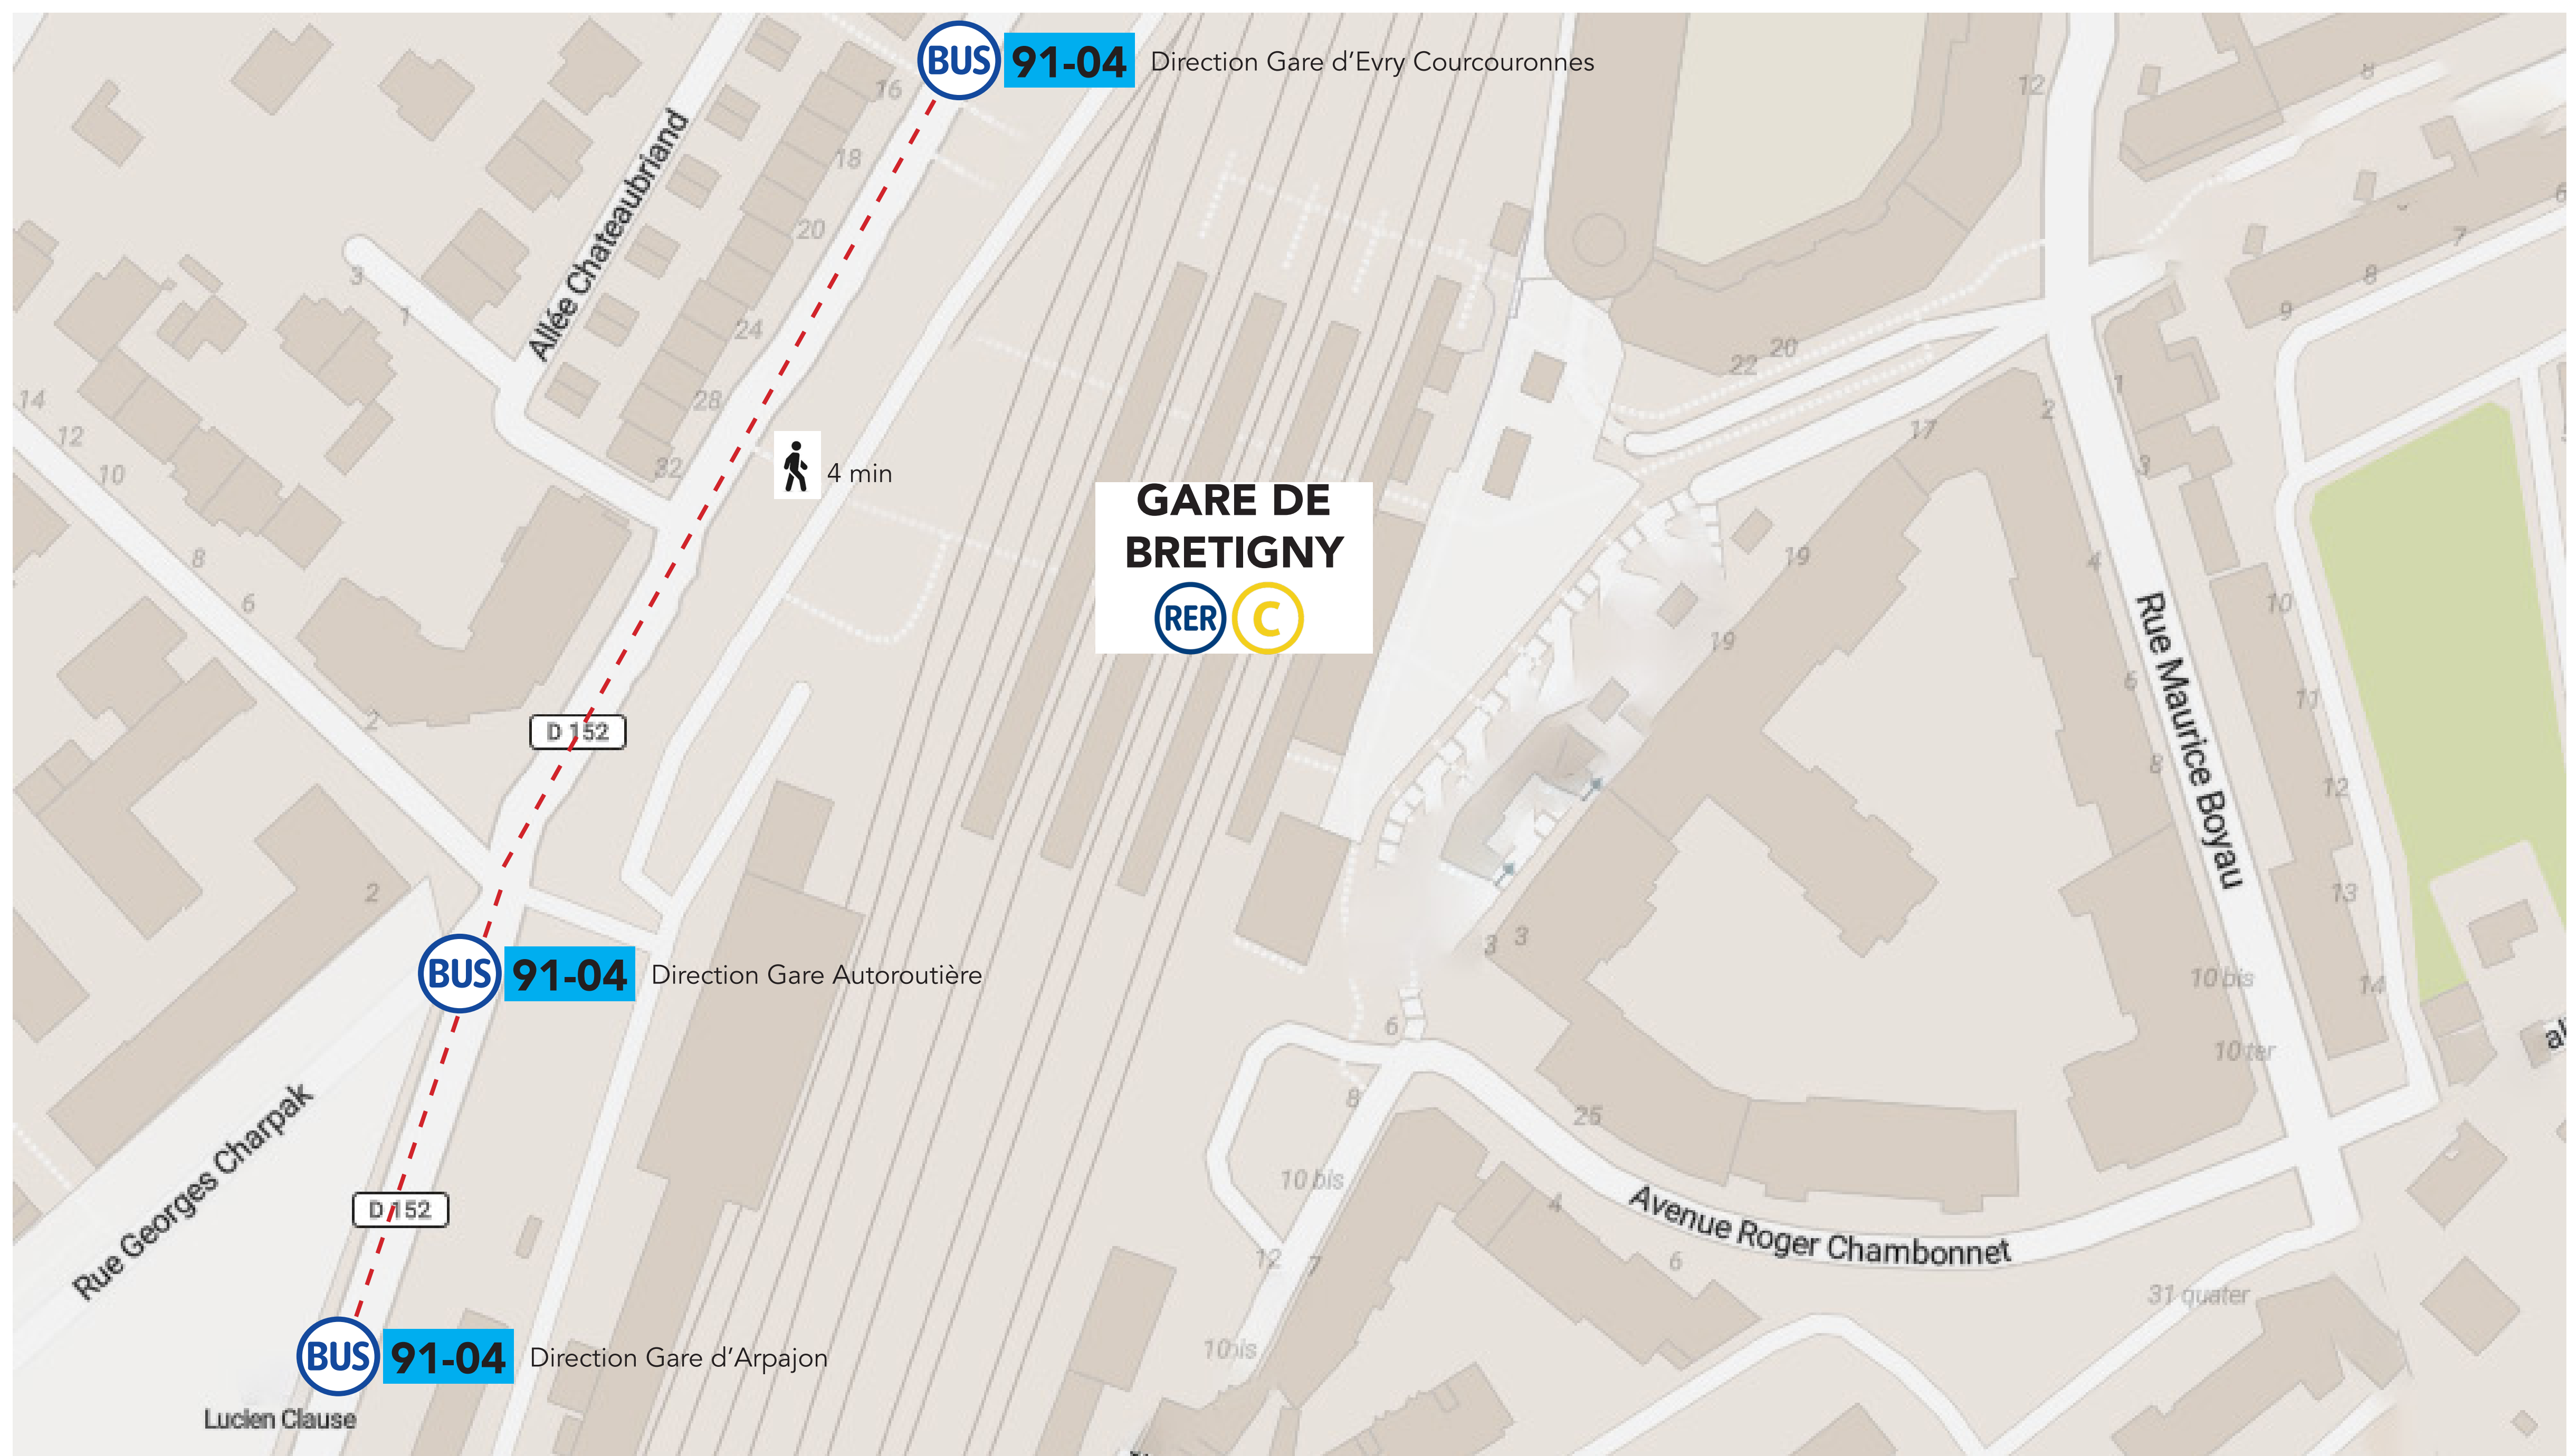 BUS 91-04 Direction Gare d’Evry Courcouronnes
16
12
8
18
6
Allée Chateaubriand
20
7
3
8
1
9
24
20
22
14
28
1
2
12
17
10
32
3
4 min
GARE DE
BRETIGNY
RER C
8
19
4
6
10
19
Rue Maurice Boyau
6
11
2
D 152
8
12
2
13
3
3
BUS 91-04 Direction Gare Autoroutière
10 bis
14
6
10 ter
8
25
Rue Georges Charpak
10 bis
4
D 152
Avenue Roger Chambonnet
12
7
6
31 quater
BUS 91-04 Direction Gare d’Arpajon
Lucien Clause